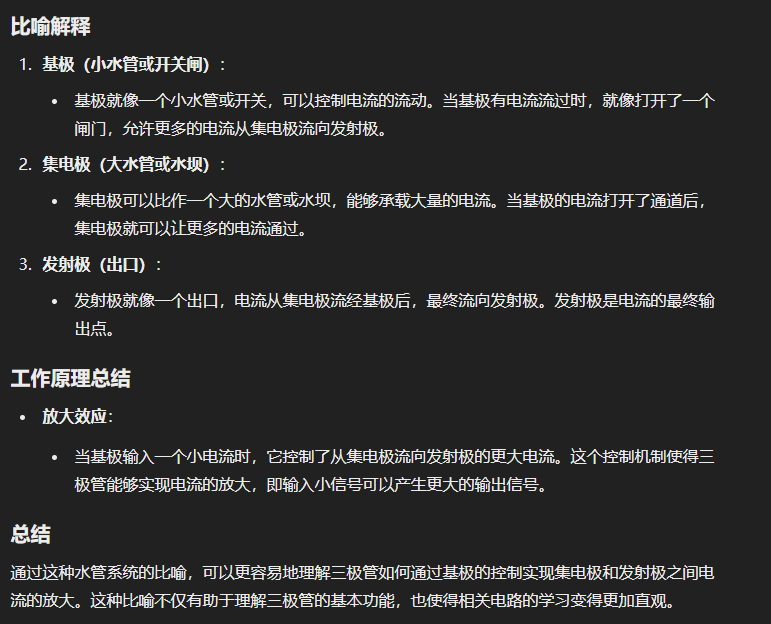 比喻解释
1. 基极（小水管或开关闸）：
• 基极就像一个小水管或开关，可以控制电流的流动。当基极有电流流过时，就像打开了一个
闸门，允许更多的电流从集电极流向发射极。
2. 集电极（大水管或水坝）：
• 集电极可以比作一个大的水管或水坝，能够承载大量的电流。当基极的电流打开了通道后，
集电极就可以让更多的电流通过。
3. 发射极（出口）：
• 发射极就像一个出口，电流从集电极流经基极后，最终流向发射极。发射极是电流的最终输
出点。
工作原理总结
• 放大效应：
• 当基极输入一个小电流时，它控制了从集电极流向发射极的更大电流。这个控制机制使得三
极管能够实现电流的放大，即输入小信号可以产生更大的输出信号。
总结
通过这种水管系统的比喻，可以更容易地理解三极管如何通过基极的控制实现集电极和发射极之间电
流的放大。这种比喻不仅有助于理解三极管的基本功能，也使得相关电路的学习变得更加直观。